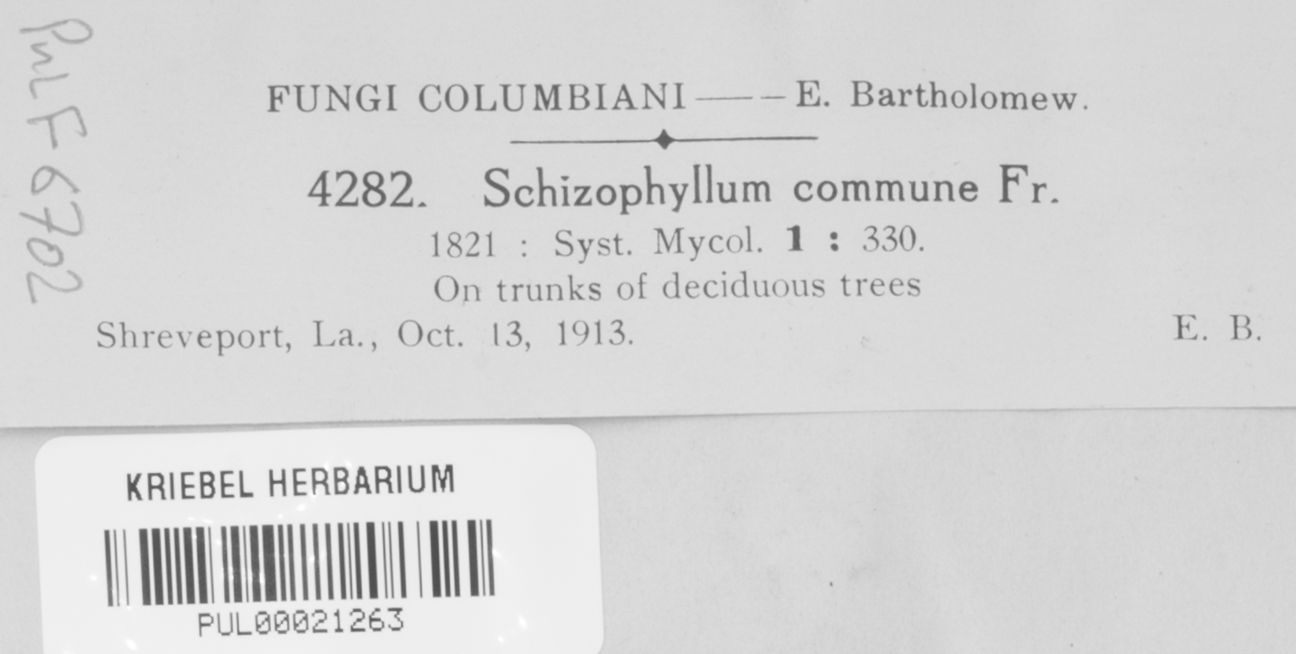 PUL F 6702
FUNGI COLUMBIANI — – E. Bartholomew.
4282. Schizophyllum commune Fr.
1821 : Syst. Mycol. 1 : 330.
On trunks of deciduous trees
Shreveport, La., Oct. 13, 1913. E. B.
KRIEBEL HERBARIUM
PUL00021263